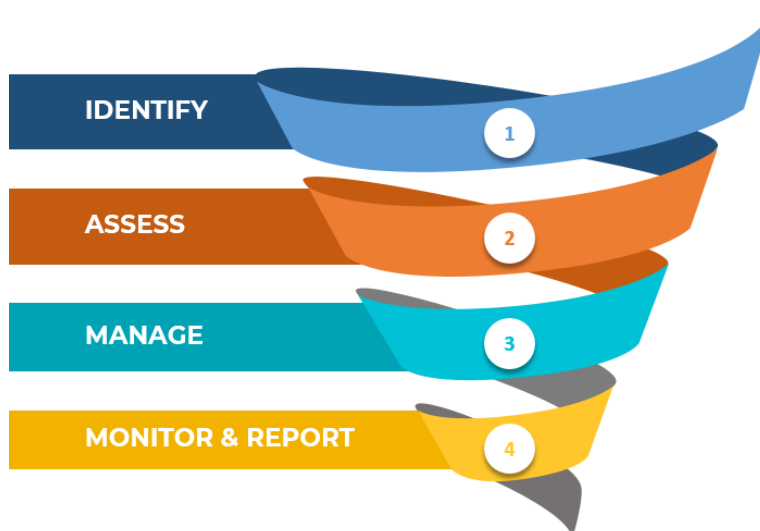 IDENTIFY
1
ASSESS
2
MANAGE
3
MONITOR & REPORT
4